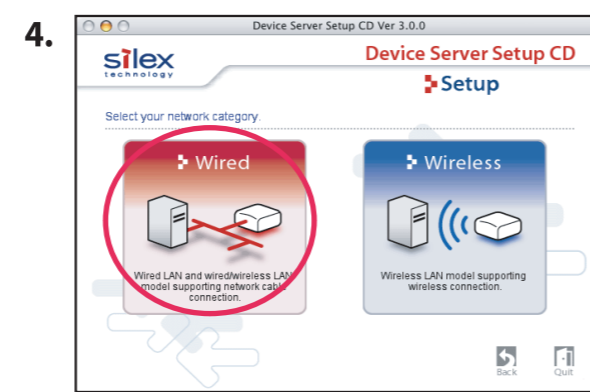 4.
Device Server Setup CD Ver 3.0.0
silex
technology
Device Server Setup CD
Setup
Select your network category.
Wired
Wired LAN and wired/wireless LAN
model supporting network cable
connection.
Wireless
Wireless LAN model supporting
wireless connection.
Back
Quit